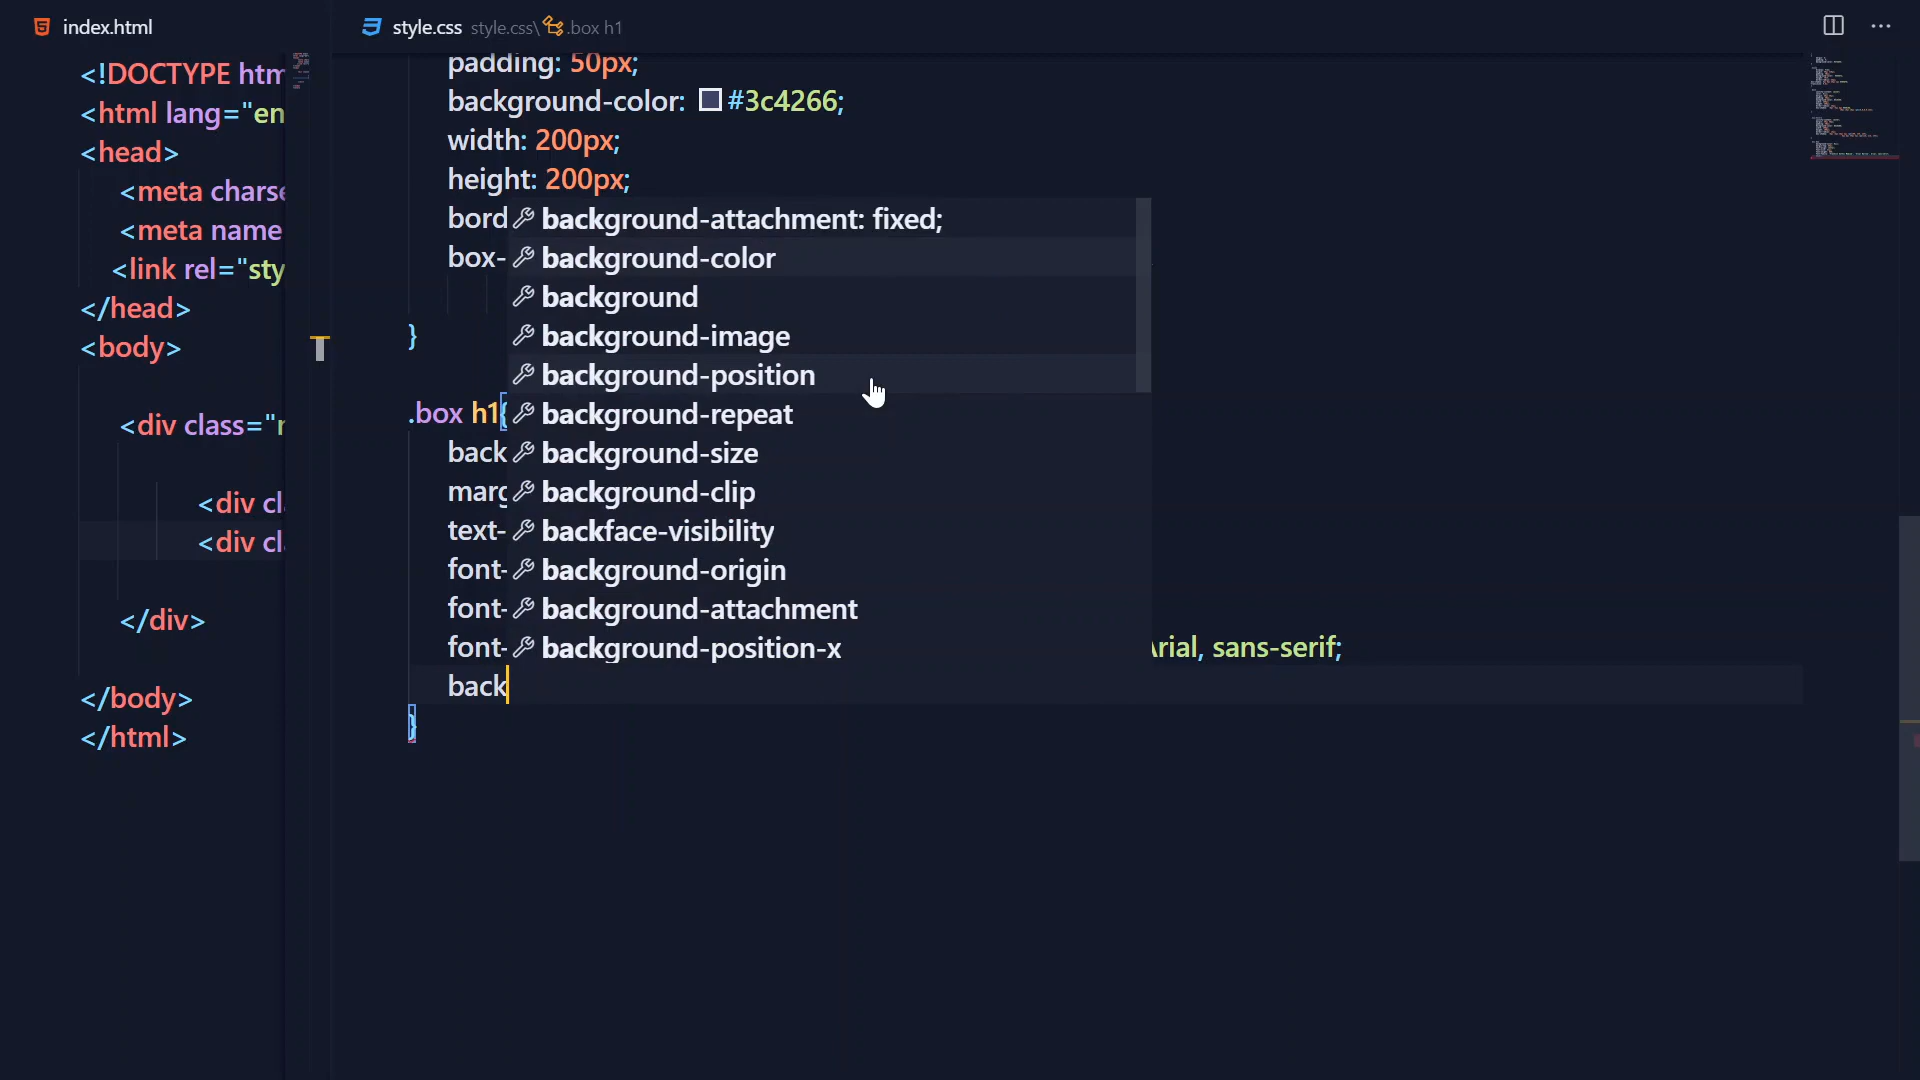 index.html
<!DOCTYPE htm
<html lang="en
<head>
<meta charse
<meta name
<link rel="sty
</head>
<body>
<div class="r
<div cl
<div cl
</div>
</body>
</html>
style.css style.css\ .box h1
padding: 50px;
background-color: #3c4266;
width: 200px;
height: 200px;
bord
box-
}
.box h1{
back
marg
text-
font-
font-
font- Arial, sans-serif;
back
}
background-attachment: fixed;
background-color
background
background-image
background-position
background-repeat
background-size
background-clip
backface-visibility
background-origin
background-attachment
background-position-x